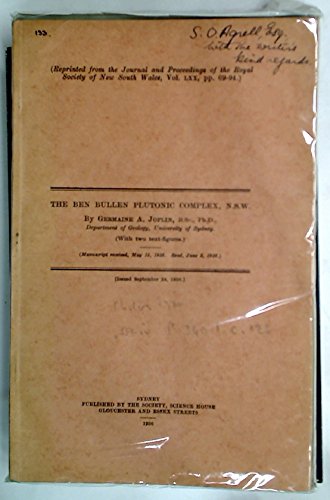 133.
S. O. Agrell, Esq.
with the writer's
kind regards.
(Reprinted from the Journal and Proceedings of the Royal
Society of New South Wales, Vol. LXX, pp. 69-94.)
THE BEN BULLEN PLUTONIC COMPLEX, N.S.W.
By GERMAINE A. JOPLIN, B.Sc., Ph.D.,
Department of Geology, University of Sydney.
(With two text-figures.)
(Manuscript received, May 15, 1936. Read, June 3, 1936.)
[Issued September 24, 1936.]
SYDNEY
PUBLISHED BY THE SOCIETY, SCIENCE HOUSE
GLOUCESTER AND ESSEX STREETS
1936